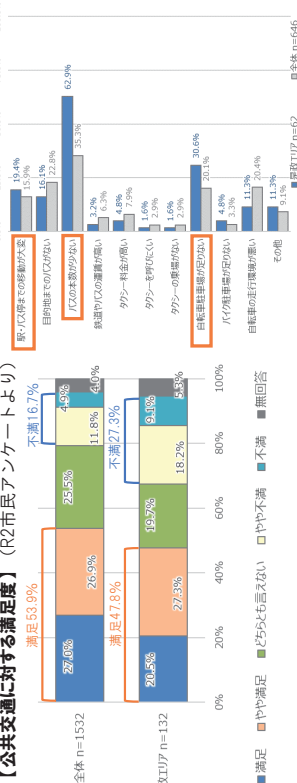 【公共交通に対する満足度】（R2市民アンケートより）
満足53.9%
不満16.7%
全体 n=1532
27.0%
26.9%
25.5%
11.8%
4.9%
4.0%
満足47.8%
不満27.3%
政エリア n=132
20.5%
27.3%
19.7%
18.2%
9.1%
5.3%
0%
20%
40%
60%
80%
100%
■満足 ■やや満足 ■どちらとも言えない □やや不満 ■不満 ■無回答
駅・バス停までの移動が大変
19.4%
15.9%
目的地までのバスがない
16.1%
22.8%
バスの本数が少ない
62.9%
35.3%
鉄道やバスの運賃が高い
3.2%
6.3%
タクシー料金が高い
4.8%
7.9%
タクシーを呼びにくい
1.6%
2.9%
タクシーの乗場がない
1.6%
2.9%
自転車駐車場が足りない
30.6%
20.1%
バイク駐車場が足りない
4.8%
3.3%
自転車の走行環境が悪い
11.3%
20.4%
その他
11.3%
9.1%
政エリア n=62
全体 n=646